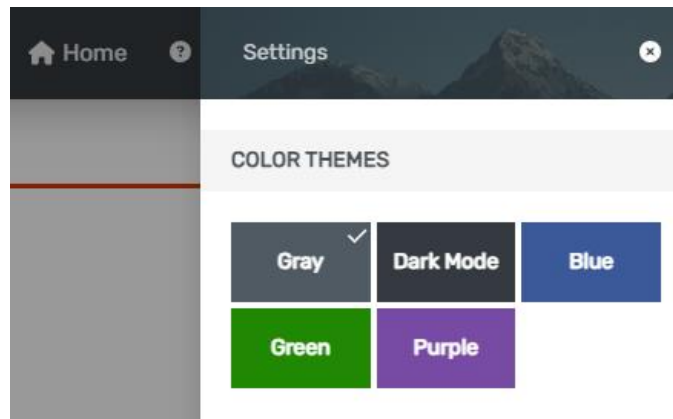 Home
Settings
COLOR THEMES
Gray
Dark Mode
Blue
Green
Purple